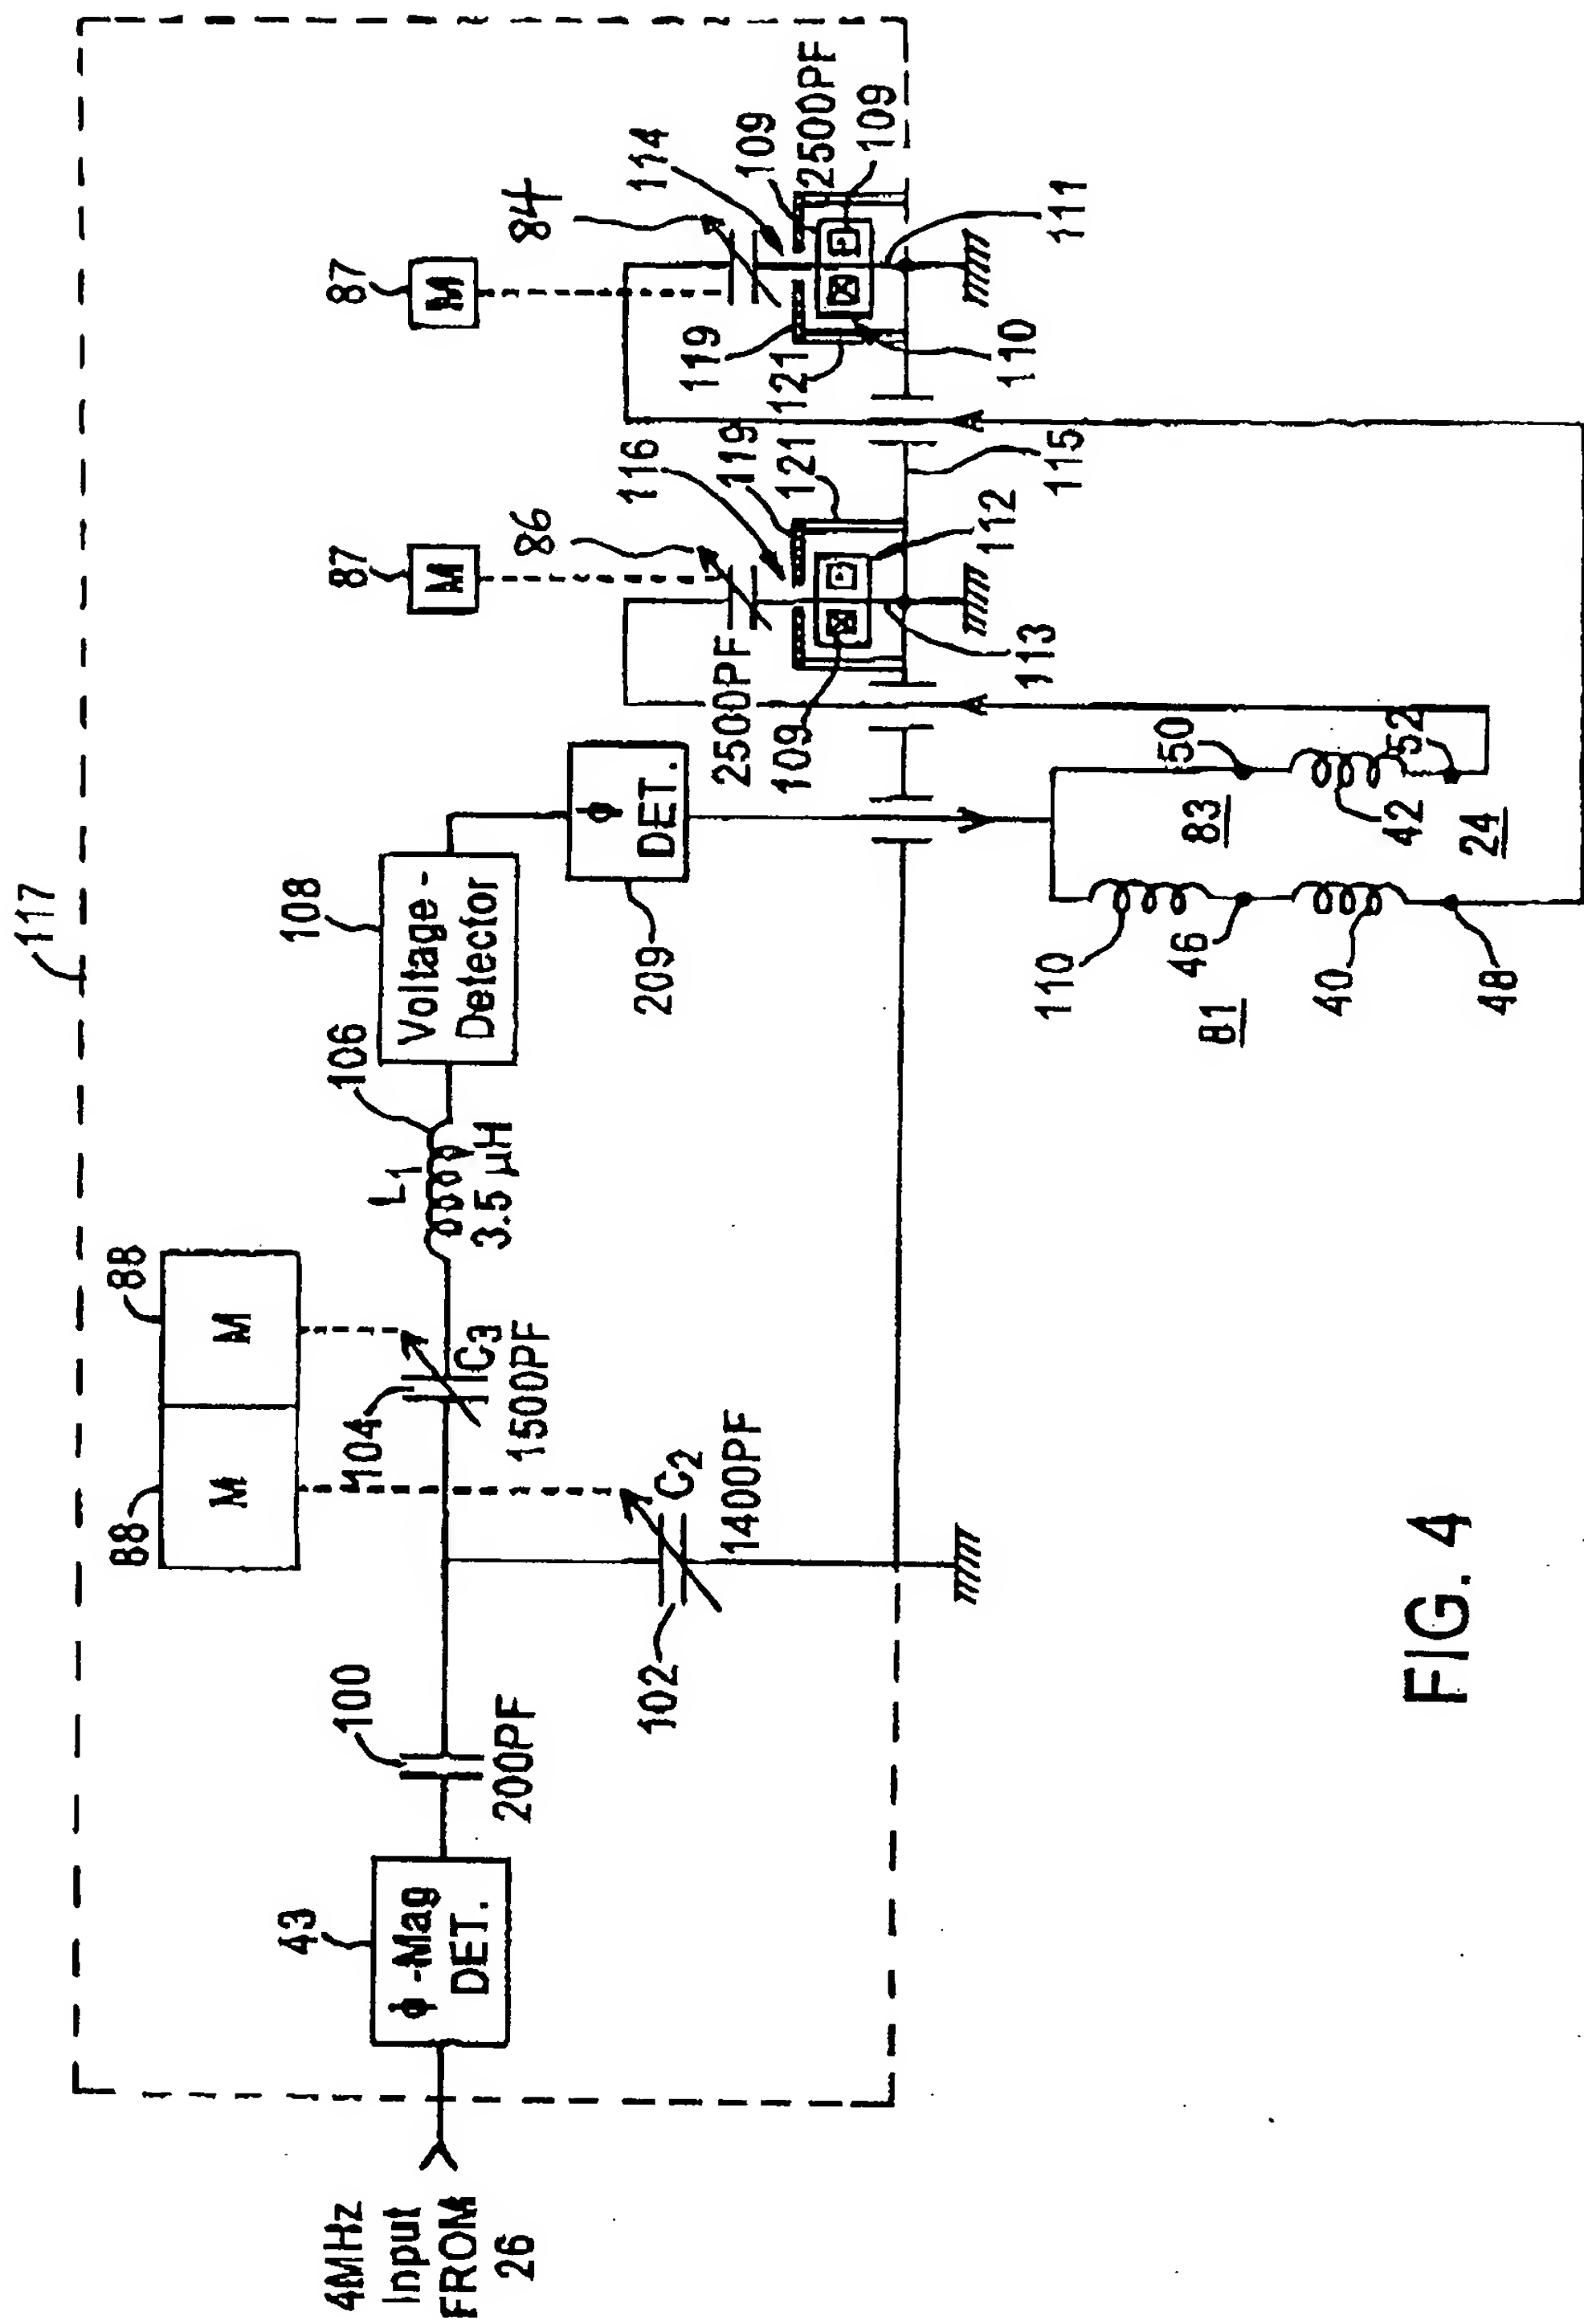 117
4MHz
Input
FROM
26
43
ϕ-Mag
DET.
100
200PF
88
M
88
M
102
C2
1400PF
104
C3
1500PF
L1
106
3.5 µH
108
Voltage-
Detector
209
ϕ
DET.
87
M
86
116
119
121
2500PF
109
112
113
115
87
M
84
114
109
2500PF
109
119
121
110
111
110
46
81
40
48
50
83
42
52
24
FIG. 4